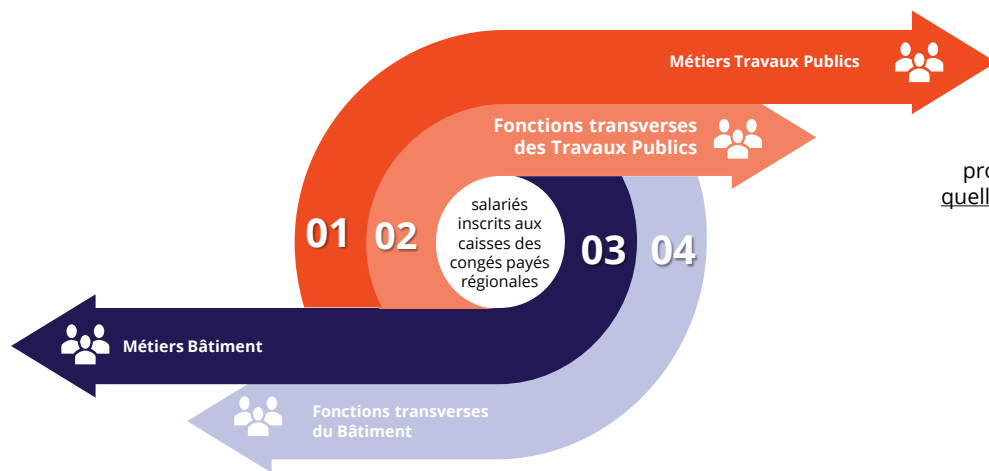 Métiers Travaux Publics
Fonctions transverses
des Travaux Publics
salariés
inscrits aux
caisses des
congés payés
régionales
01
02
03
04
Métiers Bâtiment
Fonctions transverses
du Bâtiment